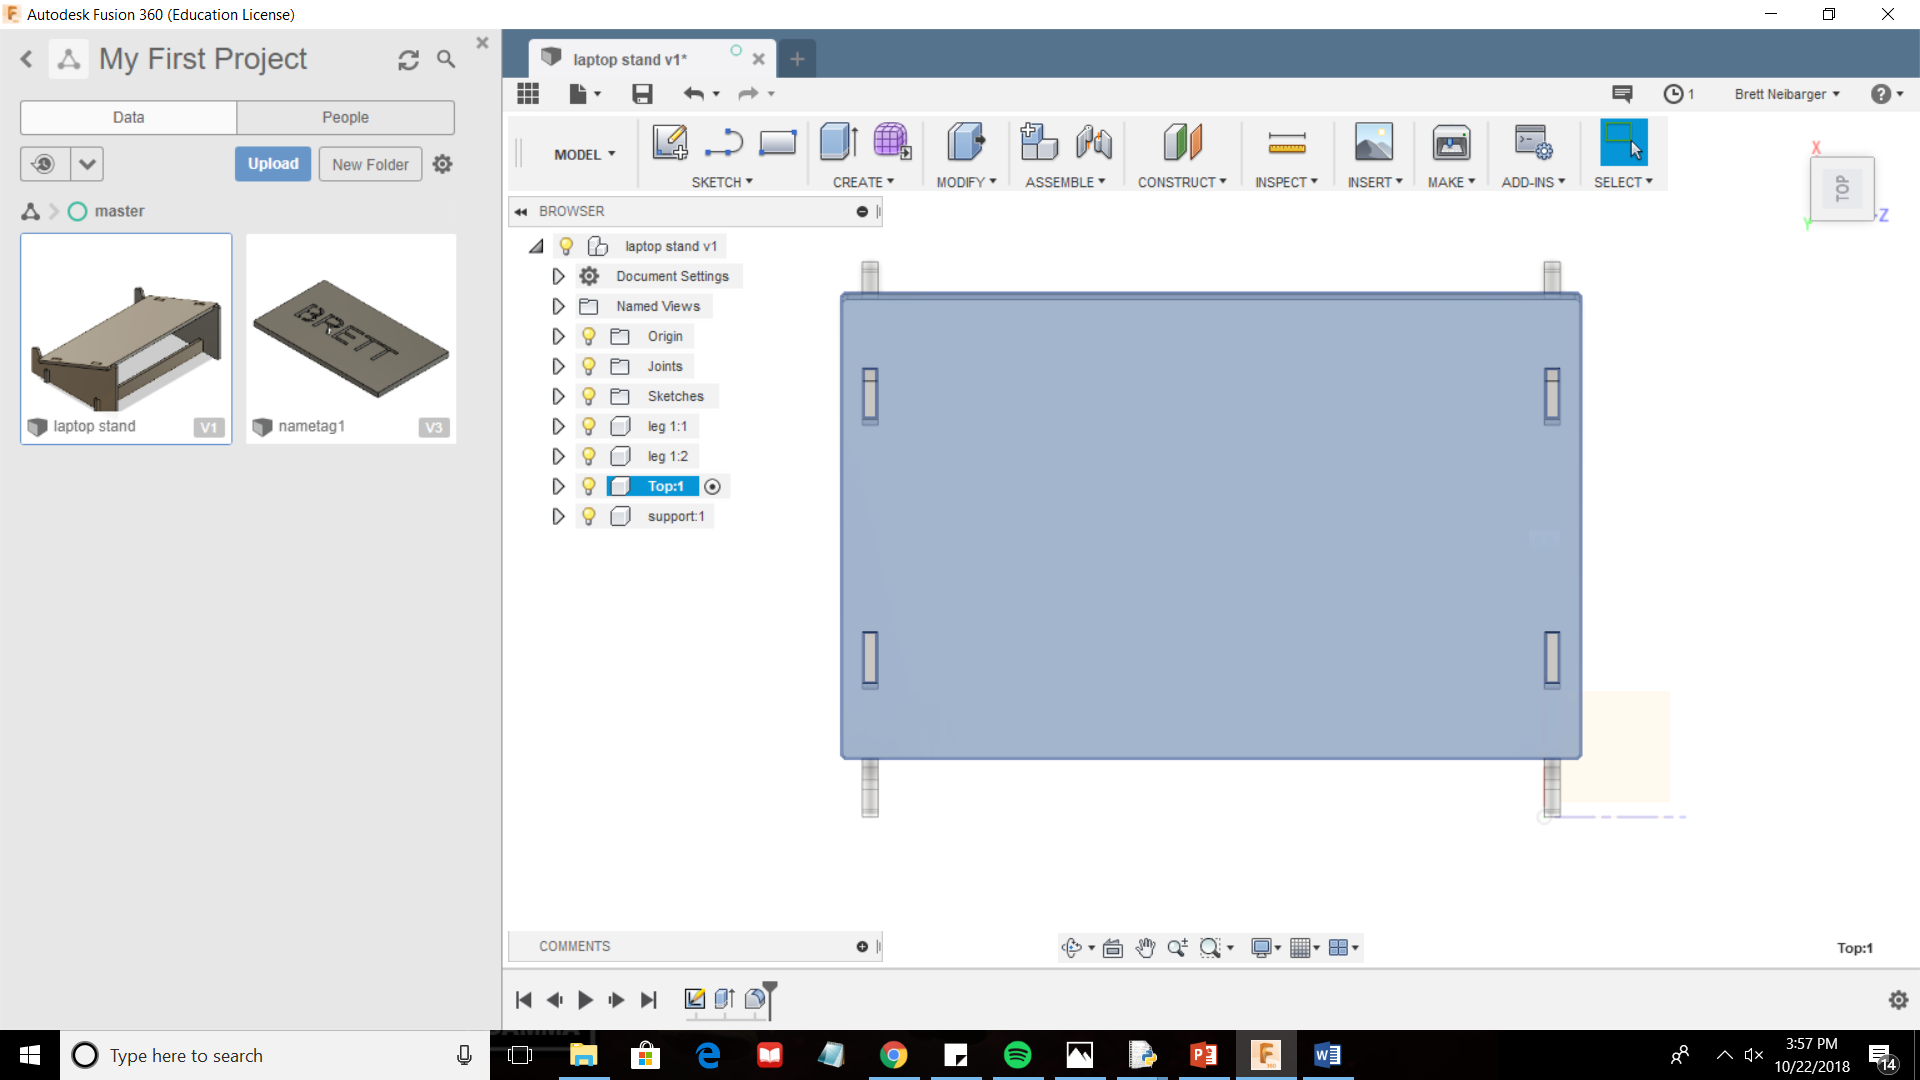 Autodesk Fusion 360 (Education License)
My First Project
Data
People
Upload
New Folder
master
laptop stand
V1
BRETT
nametag1
V3
laptop stand v1*
1
Brett Neibarger
MODEL
SKETCH
CREATE
MODIFY
ASSEMBLE
CONSTRUCT
INSPECT
INSERT
MAKE
ADD-INS
SELECT
X
TOP
Y
-Z
BROWSER
laptop stand v1
Document Settings
Named Views
Origin
Joints
Sketches
leg 1:1
leg 1:2
Top:1
support:1
COMMENTS
Top:1
Type here to search
3:57 PM
10/22/2018
14